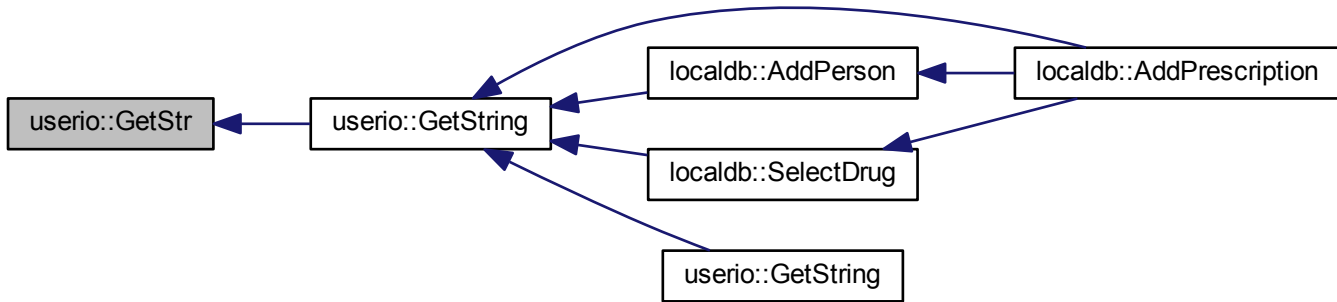 userio::GetStr
userio::GetString
localdb::AddPerson
localdb::AddPrescription
localdb::SelectDrug
userio::GetString